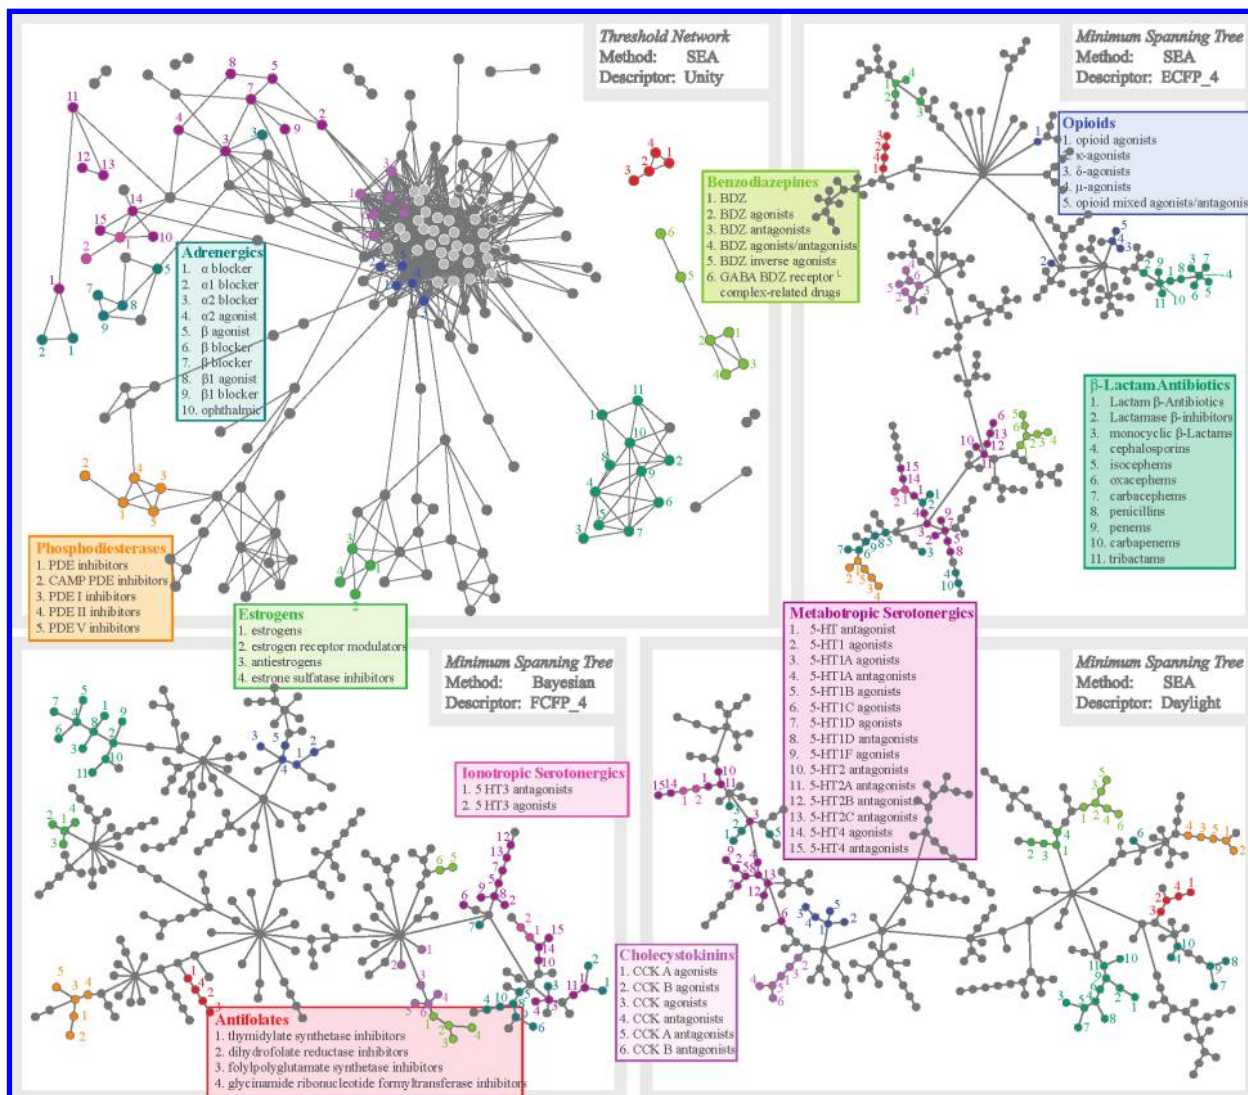 Threshold Network
Method: SEA
Descriptor: Unity
Minimum Spanning Tree
Method: SEA
Descriptor: ECFP_4
Opioids
1. opioid agonists
2. κ-agonists
3. δ-agonists
4. μ-agonists
5. opioid mixed agonists/antagonis
Benzodiazepines
1. BDZ
2. BDZ agonists
3. BDZ antagonists
4. BDZ agonists/antagonists
5. BDZ inverse agonists
6. GABA BDZ receptor
complex-related drugs
Adrenergics
1. α blocker
2. α1 blocker
3. α2 blocker
4. α2 agonist
5. β agonist
6. β blocker
7. β blocker
8. β1 agonist
9. β1 blocker
10. ophthalmic
β-Lactam Antibiotics
1. Lactam β-Antibiotics
2. Lactamase β-inhibitors
3. monocyclic β-Lactams
4. cephalosporins
5. isocephems
6. oxacephems
7. carbacephems
8. penicillins
9. penems
10. carbapenems
11. tribactams
Phosphodiesterases
1. PDE inhibitors
2. CAMP PDE inhibitors
3. PDE I inhibitors
4. PDE II inhibitors
5. PDE V inhibitors
Estrogens
1. estrogens
2. estrogen receptor modulators
3. antiestrogens
4. estrone sulfatase inhibitors
Metabotropic Serotonergics
1. 5-HT antagonist
2. 5-HT1 agonists
3. 5-HT1A agonists
4. 5-HT1A antagonists
5. 5-HT1B agonists
6. 5-HT1C agonists
7. 5-HT1D agonists
8. 5-HT1D antagonists
9. 5-HT1F agonists
10. 5-HT2 antagonists
11. 5-HT2A antagonists
12. 5-HT2B antagonists
13. 5-HT2C antagonists
14. 5-HT4 agonists
15. 5-HT4 antagonists
Minimum Spanning Tree
Method: Bayesian
Descriptor: FCFP_4
Minimum Spanning Tree
Method: SEA
Descriptor: Daylight
Ionotropic Serotonergics
1. 5 HT3 antagonists
2. 5 HT3 agonists
Cholecystokinins
1. CCK A agonists
2. CCK B agonists
3. CCK agonists
4. CCK antagonists
5. CCK A antagonists
6. CCK B antagonists
Antifolates
1. thymidylate synthetase inhibitors
2. dihydrofolate reductase inhibitors
3. folylpolyglutamate synthetase inhibitors
4. glycinamide ribonucleotide formyltransferase inhibitors